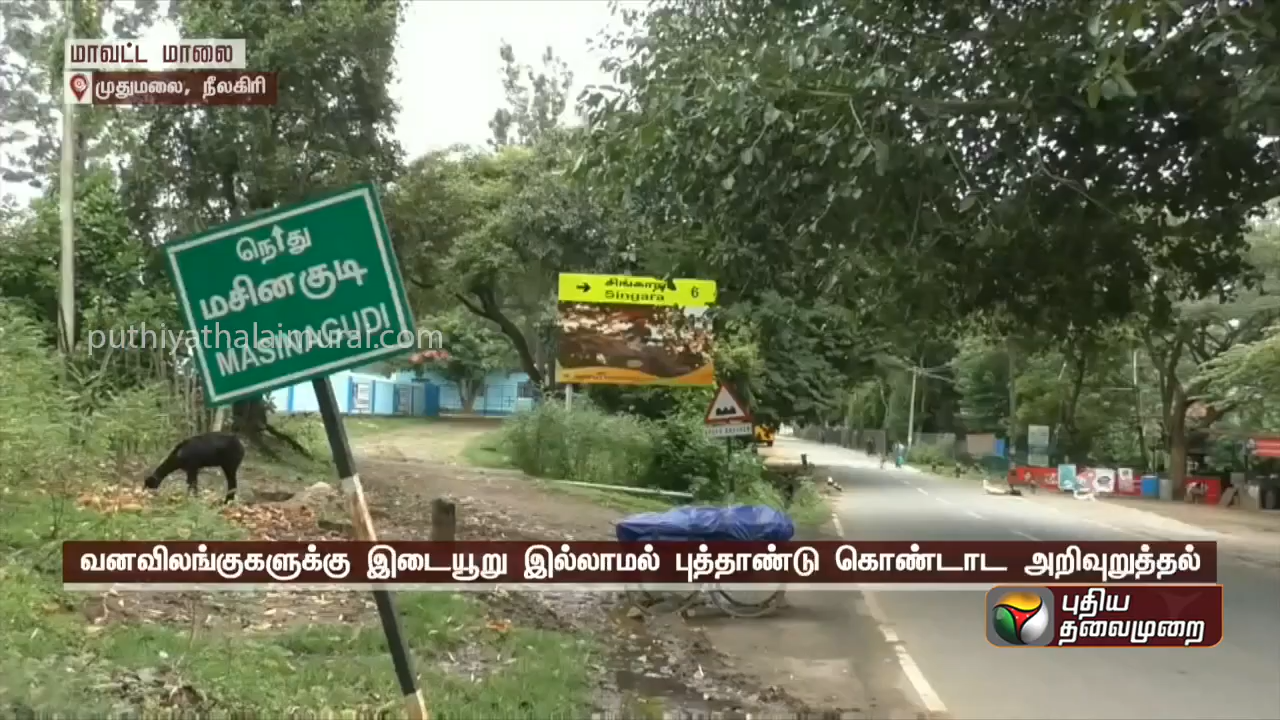 மாவட்ட மாலை
முதுமலை, நீலகிரி
மசினகுடி
MASINAGUDI
puthiyathalaimurai.com
Singara 6
வனவிலங்குகளுக்கு இடையூறு இல்லாமல் புத்தாண்டு கொண்டாட அறிவுறுத்தல்
புதிய
தலைமுறை